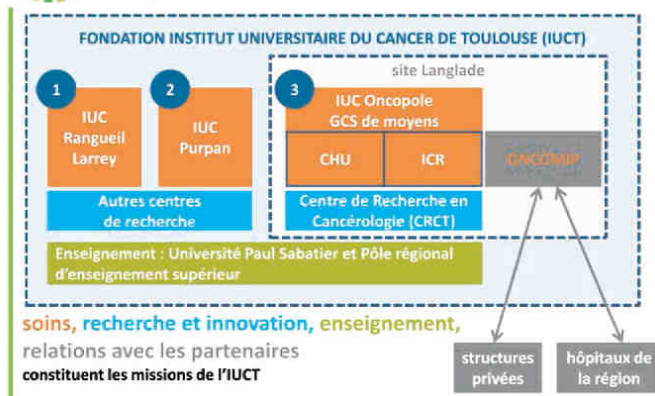 FONDATION INSTITUT UNIVERSITAIRE DU CANCER DE TOULOUSE (IUCT)
site Langlade
1
IUC
Rangueil
Larrey
2
IUC
Purpan
3
IUC Oncopole
GCS de moyens
CHU
ICR
ONCOMIP
Autres centres
de recherche
Centre de Recherche en
Cancérologie (CRCT)
Enseignement : Université Paul Sabatier et Pôle régional
d'enseignement supérieur
soins, recherche et innovation, enseignement,
relations avec les partenaires
constituent les missions de l'IUCT
structures
privées
hôpitaux de
la région